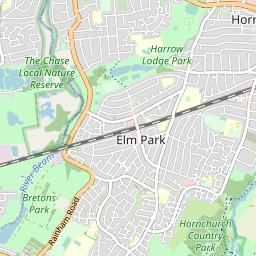 Horn
Harrow
Lodge Park
The Chase
Local Nature
Reserve
Elm Park
River Beam
Bretons
Park
Rainham Road
Hornchurch
Country
Park